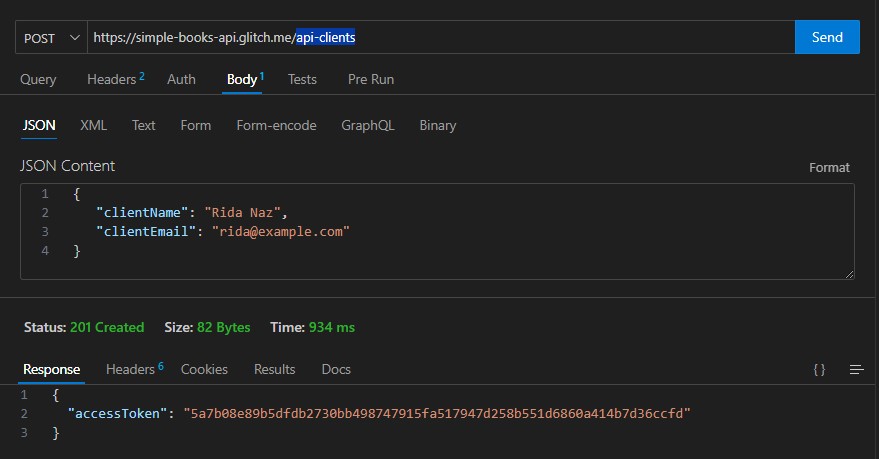 POST https://simple-books-api.glitch.me/api-clients Send
Query Headers 2 Auth Body 1 Tests Pre Run
JSON XML Text Form Form-encode GraphQL Binary
JSON Content Format
1 {
2 "clientName": "Rida Naz",
3 "clientEmail": "rida@example.com"
4 }
Status: 201 Created Size: 82 Bytes Time: 934 ms
Response Headers 6 Cookies Results Docs { }
1 {
2 "accessToken": "5a7b08e89b5dfdb2730bb498747915fa517947d258b551d6860a414b7d36ccfd"
3 }